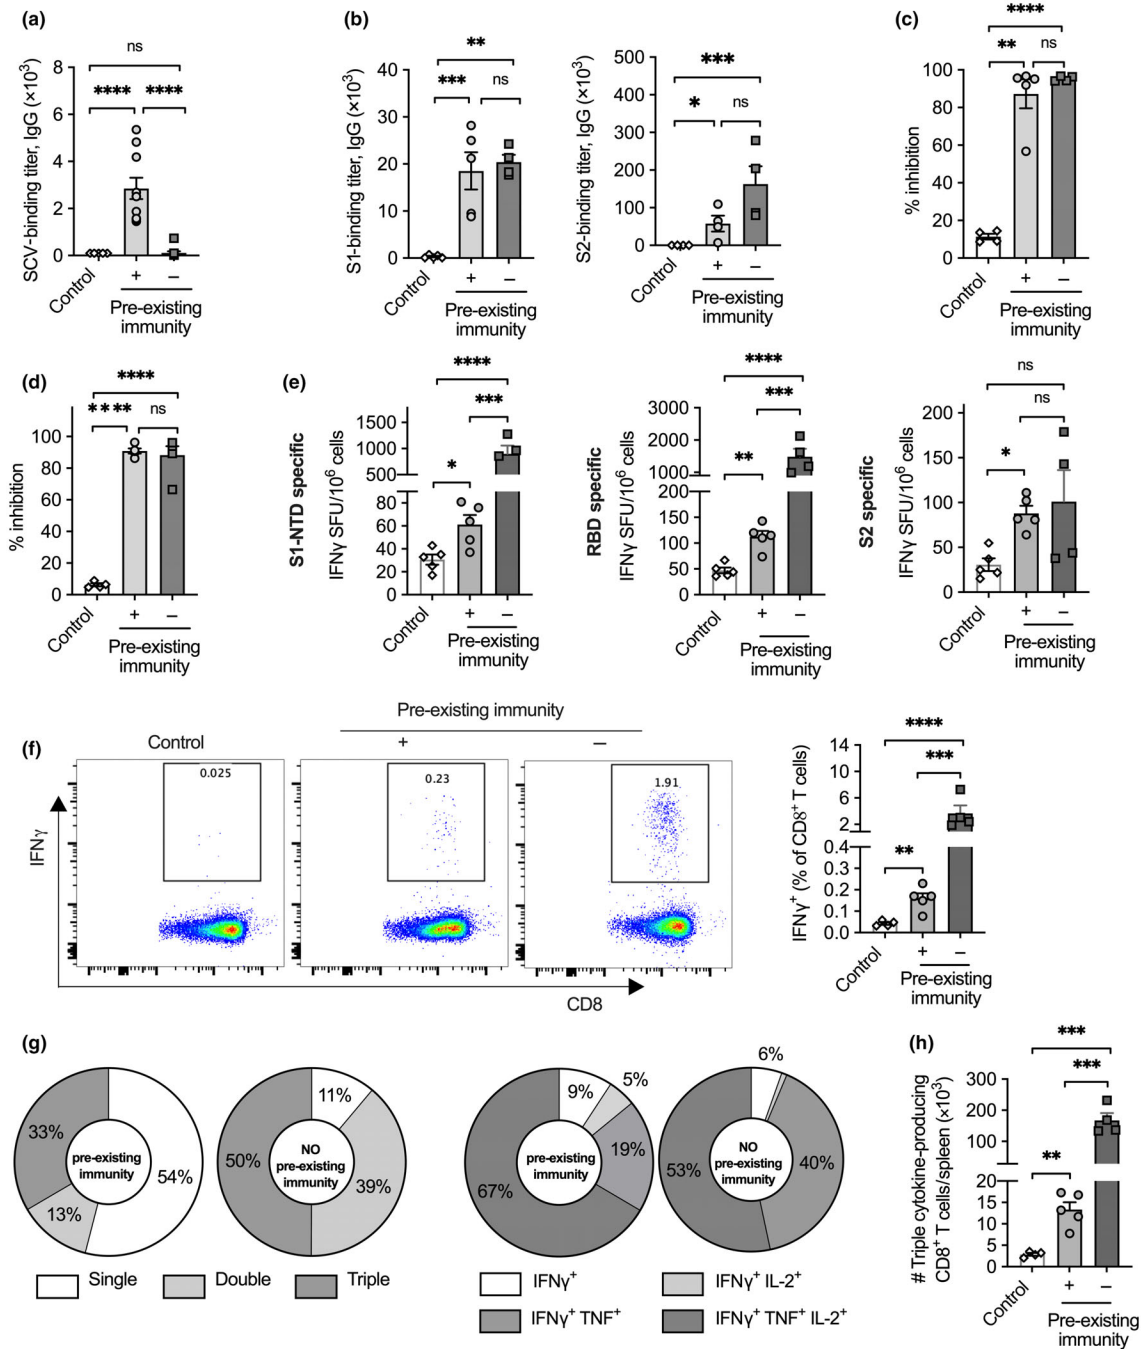 (a)
SCV-binding titer, IgG (×10³)
8
6
4
2
0
ns
****
****
Control
+
–
Pre-existing
immunity
(b)
S1-binding titer, IgG (×10³)
40
30
20
10
0
**
***
ns
Control
+
–
Pre-existing
immunity
S2-binding titer, IgG (×10³)
500
400
300
200
100
0
***
*
ns
Control
+
–
Pre-existing
immunity
(c)
% inhibition
100
80
60
40
20
0
****
**
ns
Control
+
–
Pre-existing
immunity
(d)
% inhibition
100
80
60
40
20
0
****
****
ns
Control
+
–
Pre-existing
immunity
(e)
S1-NTD specific
IFNγ SFU/10⁶ cells
1500
1000
500
80
60
40
20
0
****
***
*
Control
+
–
Pre-existing
immunity
RBD specific
IFNγ SFU/10⁶ cells
3000
2000
1000
200
150
100
50
0
****
***
**
Control
+
–
Pre-existing
immunity
S2 specific
IFNγ SFU/10⁶ cells
200
150
100
50
0
ns
ns
*
Control
+
–
Pre-existing
immunity
(f)
Pre-existing immunity
Control
+
–
0.025
0.23
1.91
IFNγ
CD8
IFNγ⁺ (% of CD8⁺ T cells)
14
10
6
2
0.4
0.3
0.2
0.1
0.0
****
***
**
Control
+
–
Pre-existing
immunity
(g)
33%
54%
13%
pre-existing
immunity
11%
50%
39%
NO
pre-existing
immunity
Single
Double
Triple
9%
5%
19%
67%
pre-existing
immunity
6%
53%
40%
NO
pre-existing
immunity
IFNγ⁺
IFNγ⁺ IL-2⁺
IFNγ⁺ TNF⁺
IFNγ⁺ TNF⁺ IL-2⁺
(h)
# Triple cytokine-producing
CD8⁺ T cells/spleen (×10³)
300
200
100
20
15
10
5
0
***
***
**
Control
+
–
Pre-existing
immunity